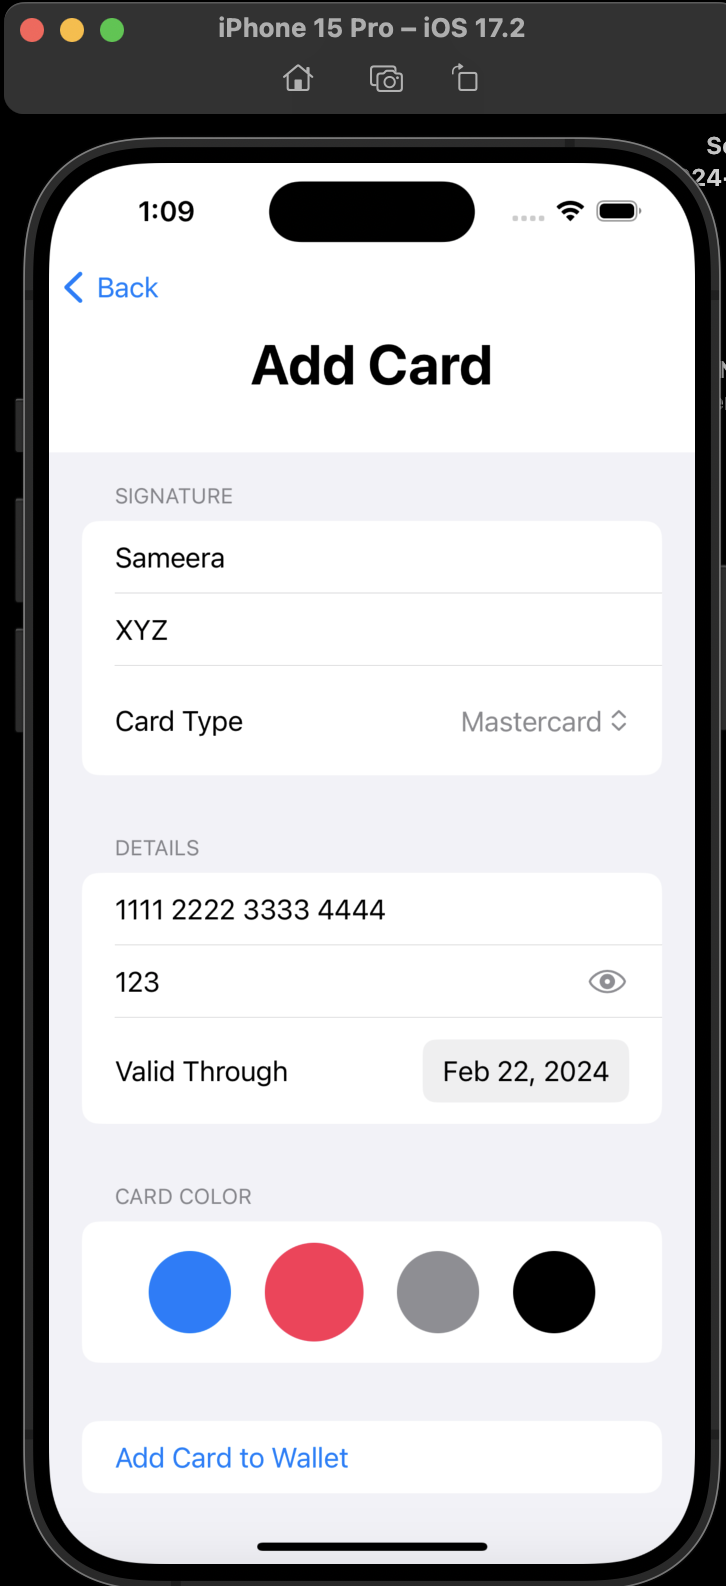 iPhone 15 Pro – iOS 17.2
1:09
Back
Add Card
SIGNATURE
Sameera
XYZ
Card Type Mastercard
DETAILS
1111 2222 3333 4444
123
Valid Through Feb 22, 2024
CARD COLOR
Add Card to Wallet